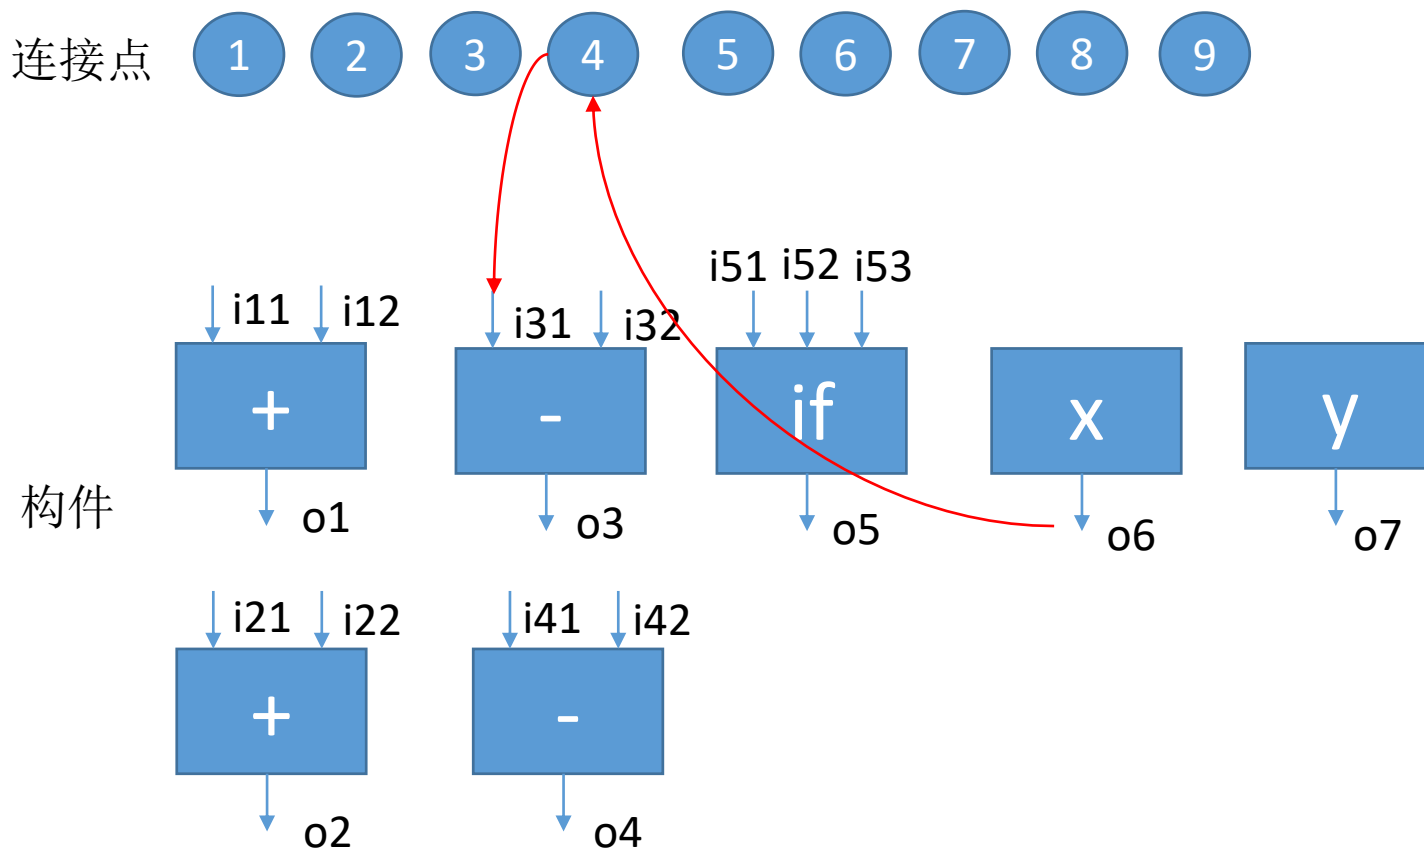 连接点 1 2 3 4 5 6 7 8 9
i51 i52 i53
i11 i12 i31 i32
+ - if x y
构件 o1 o3 o5 o6 o7
i21 i22 i41 i42
+ -
o2 o4